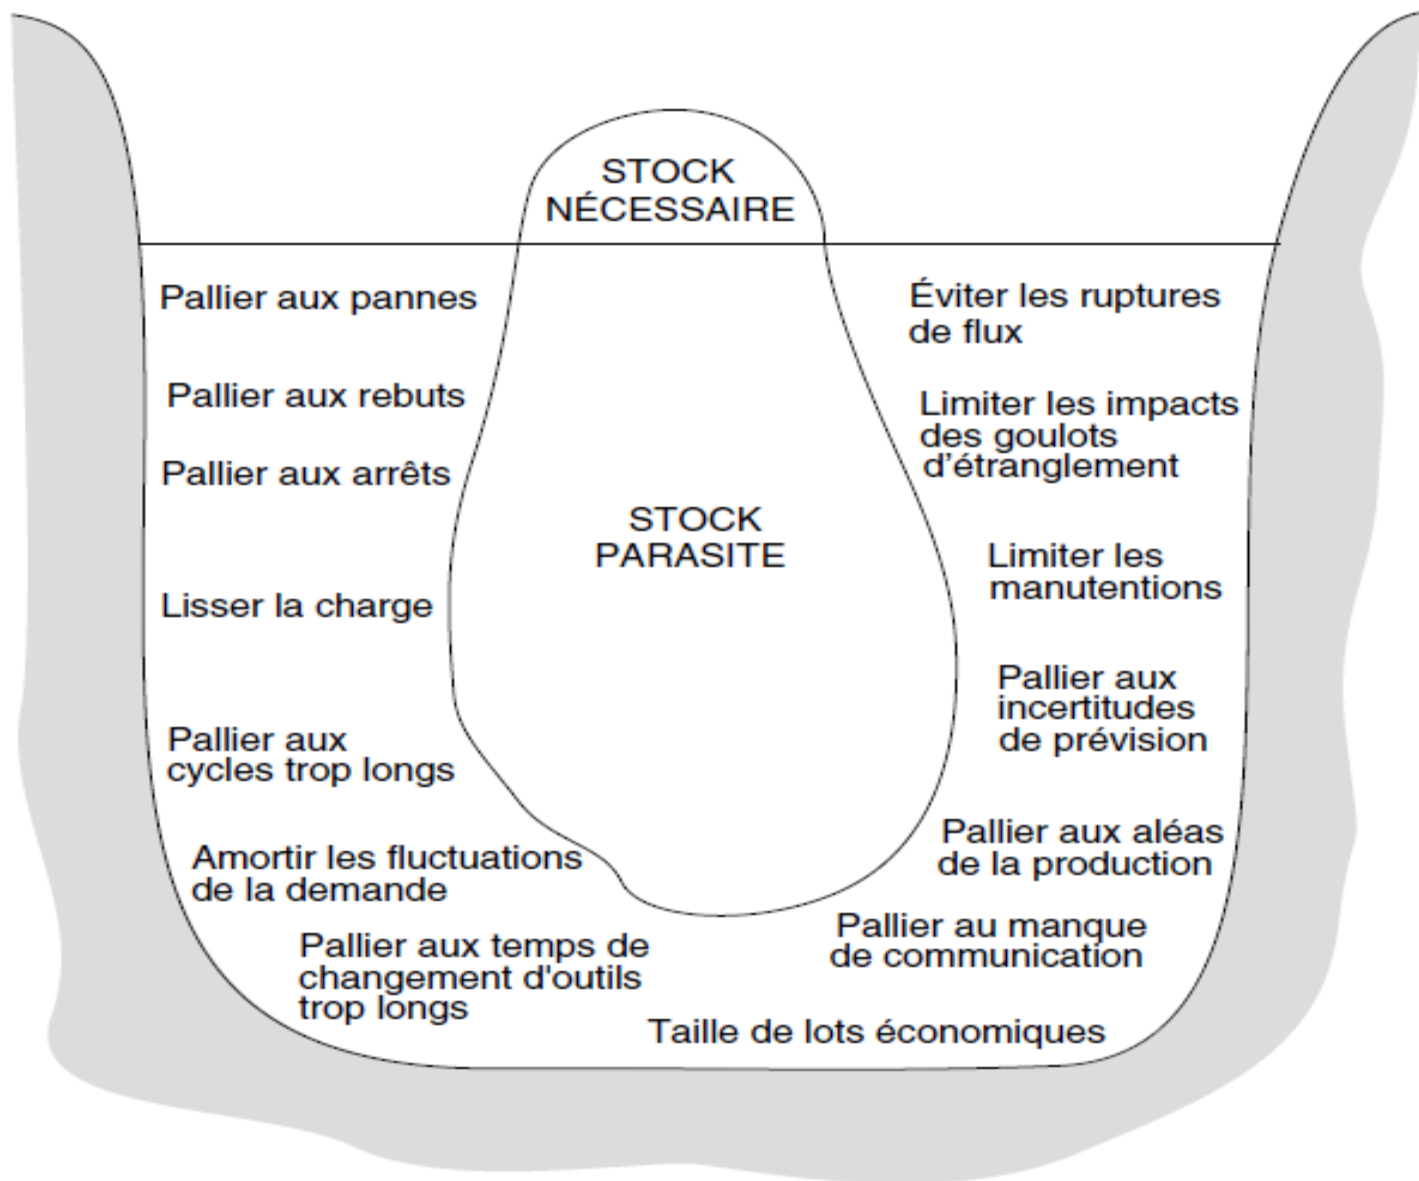 STOCK
NÉCESSAIRE
Pallier aux pannes
Pallier aux rebuts
Pallier aux arrêts
Lisser la charge
Pallier aux
cycles trop longs
Amortir les fluctuations
de la demande
Pallier aux temps de
changement d'outils
trop longs
STOCK
PARASITE
Éviter les ruptures
de flux
Limiter les impacts
des goulots
d’étranglement
Limiter les
manutentions
Pallier aux
incertitudes
de prévision
Pallier aux aléas
de la production
Pallier au manque
de communication
Taille de lots économiques